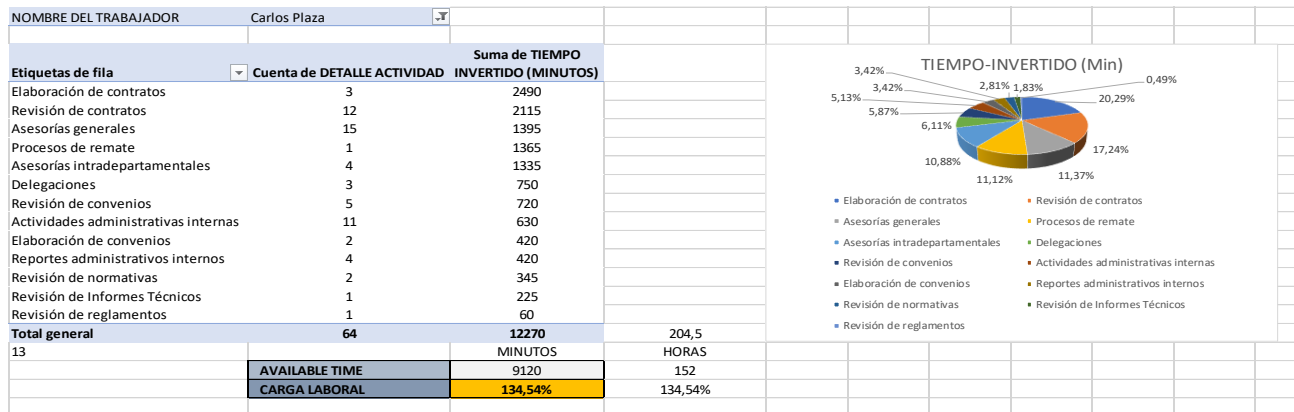 NOMBRE DEL TRABAJADOR Carlos Plaza
Etiquetas de fila Cuenta de DETALLE ACTIVIDAD Suma de TIEMPO INVERTIDO (MINUTOS)
Elaboración de contratos 3 2490
Revisión de contratos 12 2115
Asesorías generales 15 1395
Procesos de remate 1 1365
Asesorías intradepartamentales 4 1335
Delegaciones 3 750
Revisión de convenios 5 720
Actividades administrativas internas 11 630
Elaboración de convenios 2 420
Reportes administrativos internos 4 420
Revisión de normativas 2 345
Revisión de Informes Técnicos 1 225
Revisión de reglamentos 1 60
Total general 64 12270 204,5
13 MINUTOS HORAS
AVAILABLE TIME 9120 152
CARGA LABORAL 134,54% 134,54%
TIEMPO-INVERTIDO (Min)
20,29%
17,24%
11,37%
11,12%
10,88%
6,11%
5,87%
5,13%
3,42%
3,42%
2,81%
1,83%
0,49%
Elaboración de contratos Revisión de contratos
Asesorías generales Procesos de remate
Asesorías intradepartamentales Delegaciones
Revisión de convenios Actividades administrativas internas
Elaboración de convenios Reportes administrativos internos
Revisión de normativas Revisión de Informes Técnicos
Revisión de reglamentos